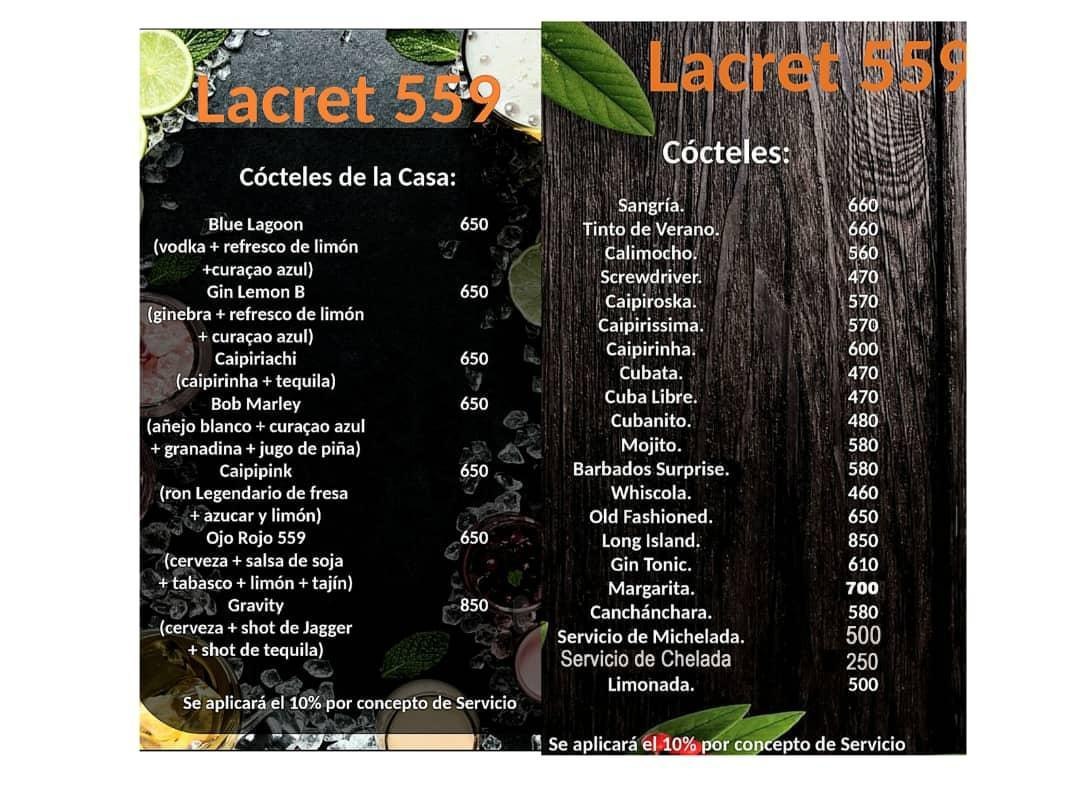 Lacret 559
Cócteles de la Casa:
Blue Lagoon 650
(vodka + refresco de limón
+curaçao azul)
Gin Lemon B 650
(ginebra + refresco de limón
+ curaçao azul)
Caipiriachi 650
(caipirinha + tequila)
Bob Marley 650
(añejo blanco + curaçao azul
+ granadina + jugo de piña)
Caipipink 650
(ron Legendario de fresa
+ azucar y limón)
Ojo Rojo 559 650
(cerveza + salsa de soja
+ tabasco + limón + tajín)
Gravity 850
(cerveza + shot de Jagger
+ shot de tequila)
Se aplicará el 10% por concepto de Servicio
Lacret 559
Cócteles:
Sangría. 660
Tinto de Verano. 660
Calimocho. 560
Screwdriver. 470
Caipiroska. 570
Caipirissima. 570
Caipirinha. 600
Cubata. 470
Cuba Libre. 470
Cubanito. 480
Mojito. 580
Barbados Surprise. 580
Whiscola. 460
Old Fashioned. 650
Long Island. 850
Gin Tonic. 610
Margarita. 700
Canchánchara. 580
Servicio de Michelada. 500
Servicio de Chelada 250
Limonada. 500
Se aplicará el 10% por concepto de Servicio